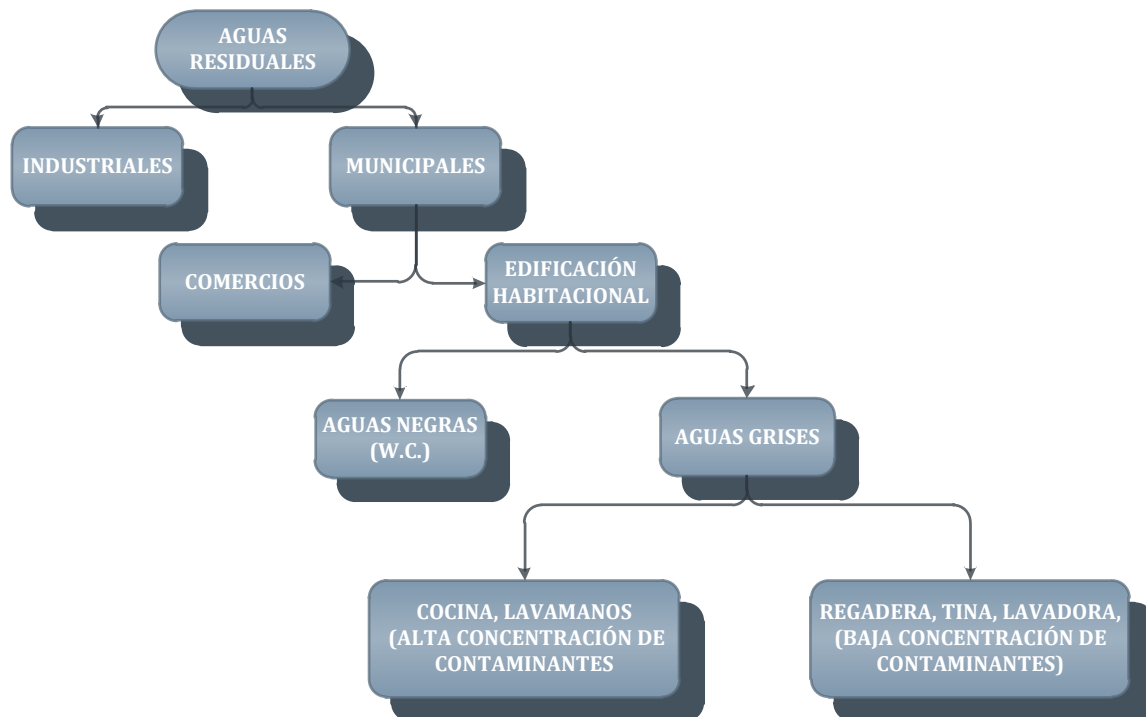 AGUAS
RESIDUALES
INDUSTRIALES
MUNICIPALES
COMERCIOS
EDIFICACIÓN
HABITACIONAL
AGUAS NEGRAS
(W.C.)
AGUAS GRISES
COCINA, LAVAMANOS
(ALTA CONCENTRACIÓN DE
CONTAMINANTES
REGADERA, TINA, LAVADORA,
(BAJA CONCENTRACIÓN DE
CONTAMINANTES)